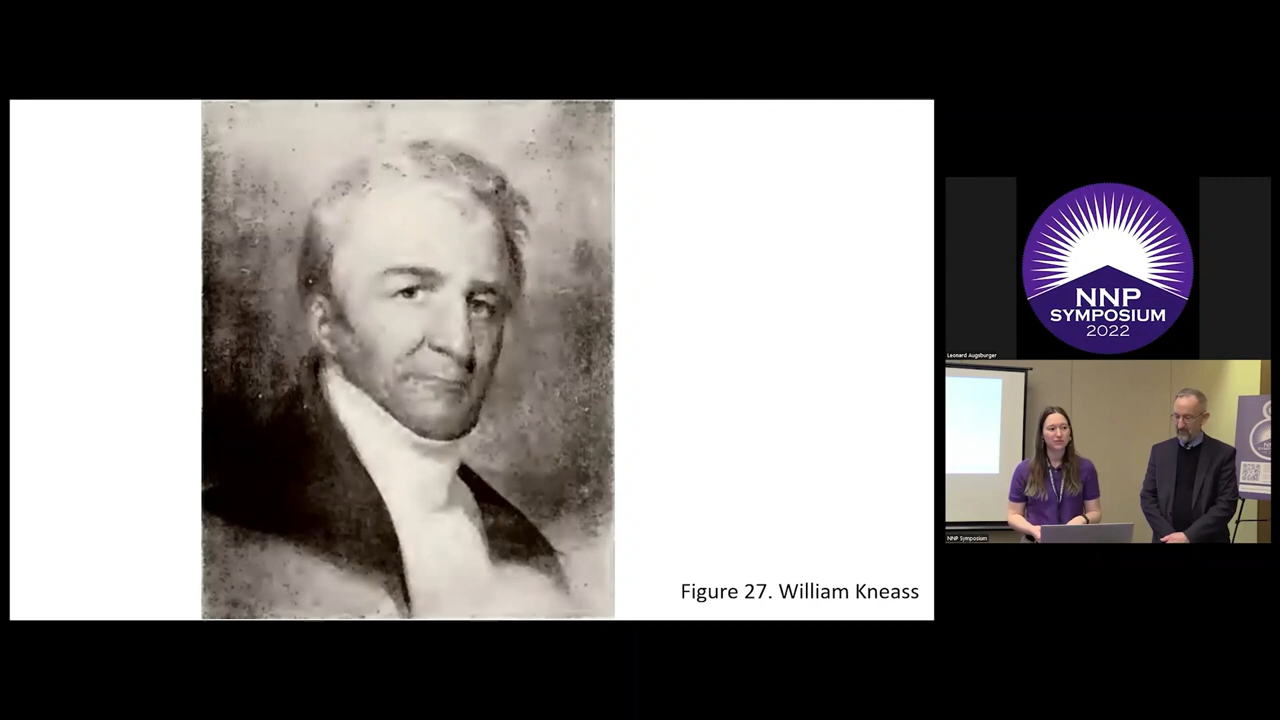 Figure 27. William Kneass
NNP
SYMPOSIUM
2022
Leonard Augsburger
NNP Symposium